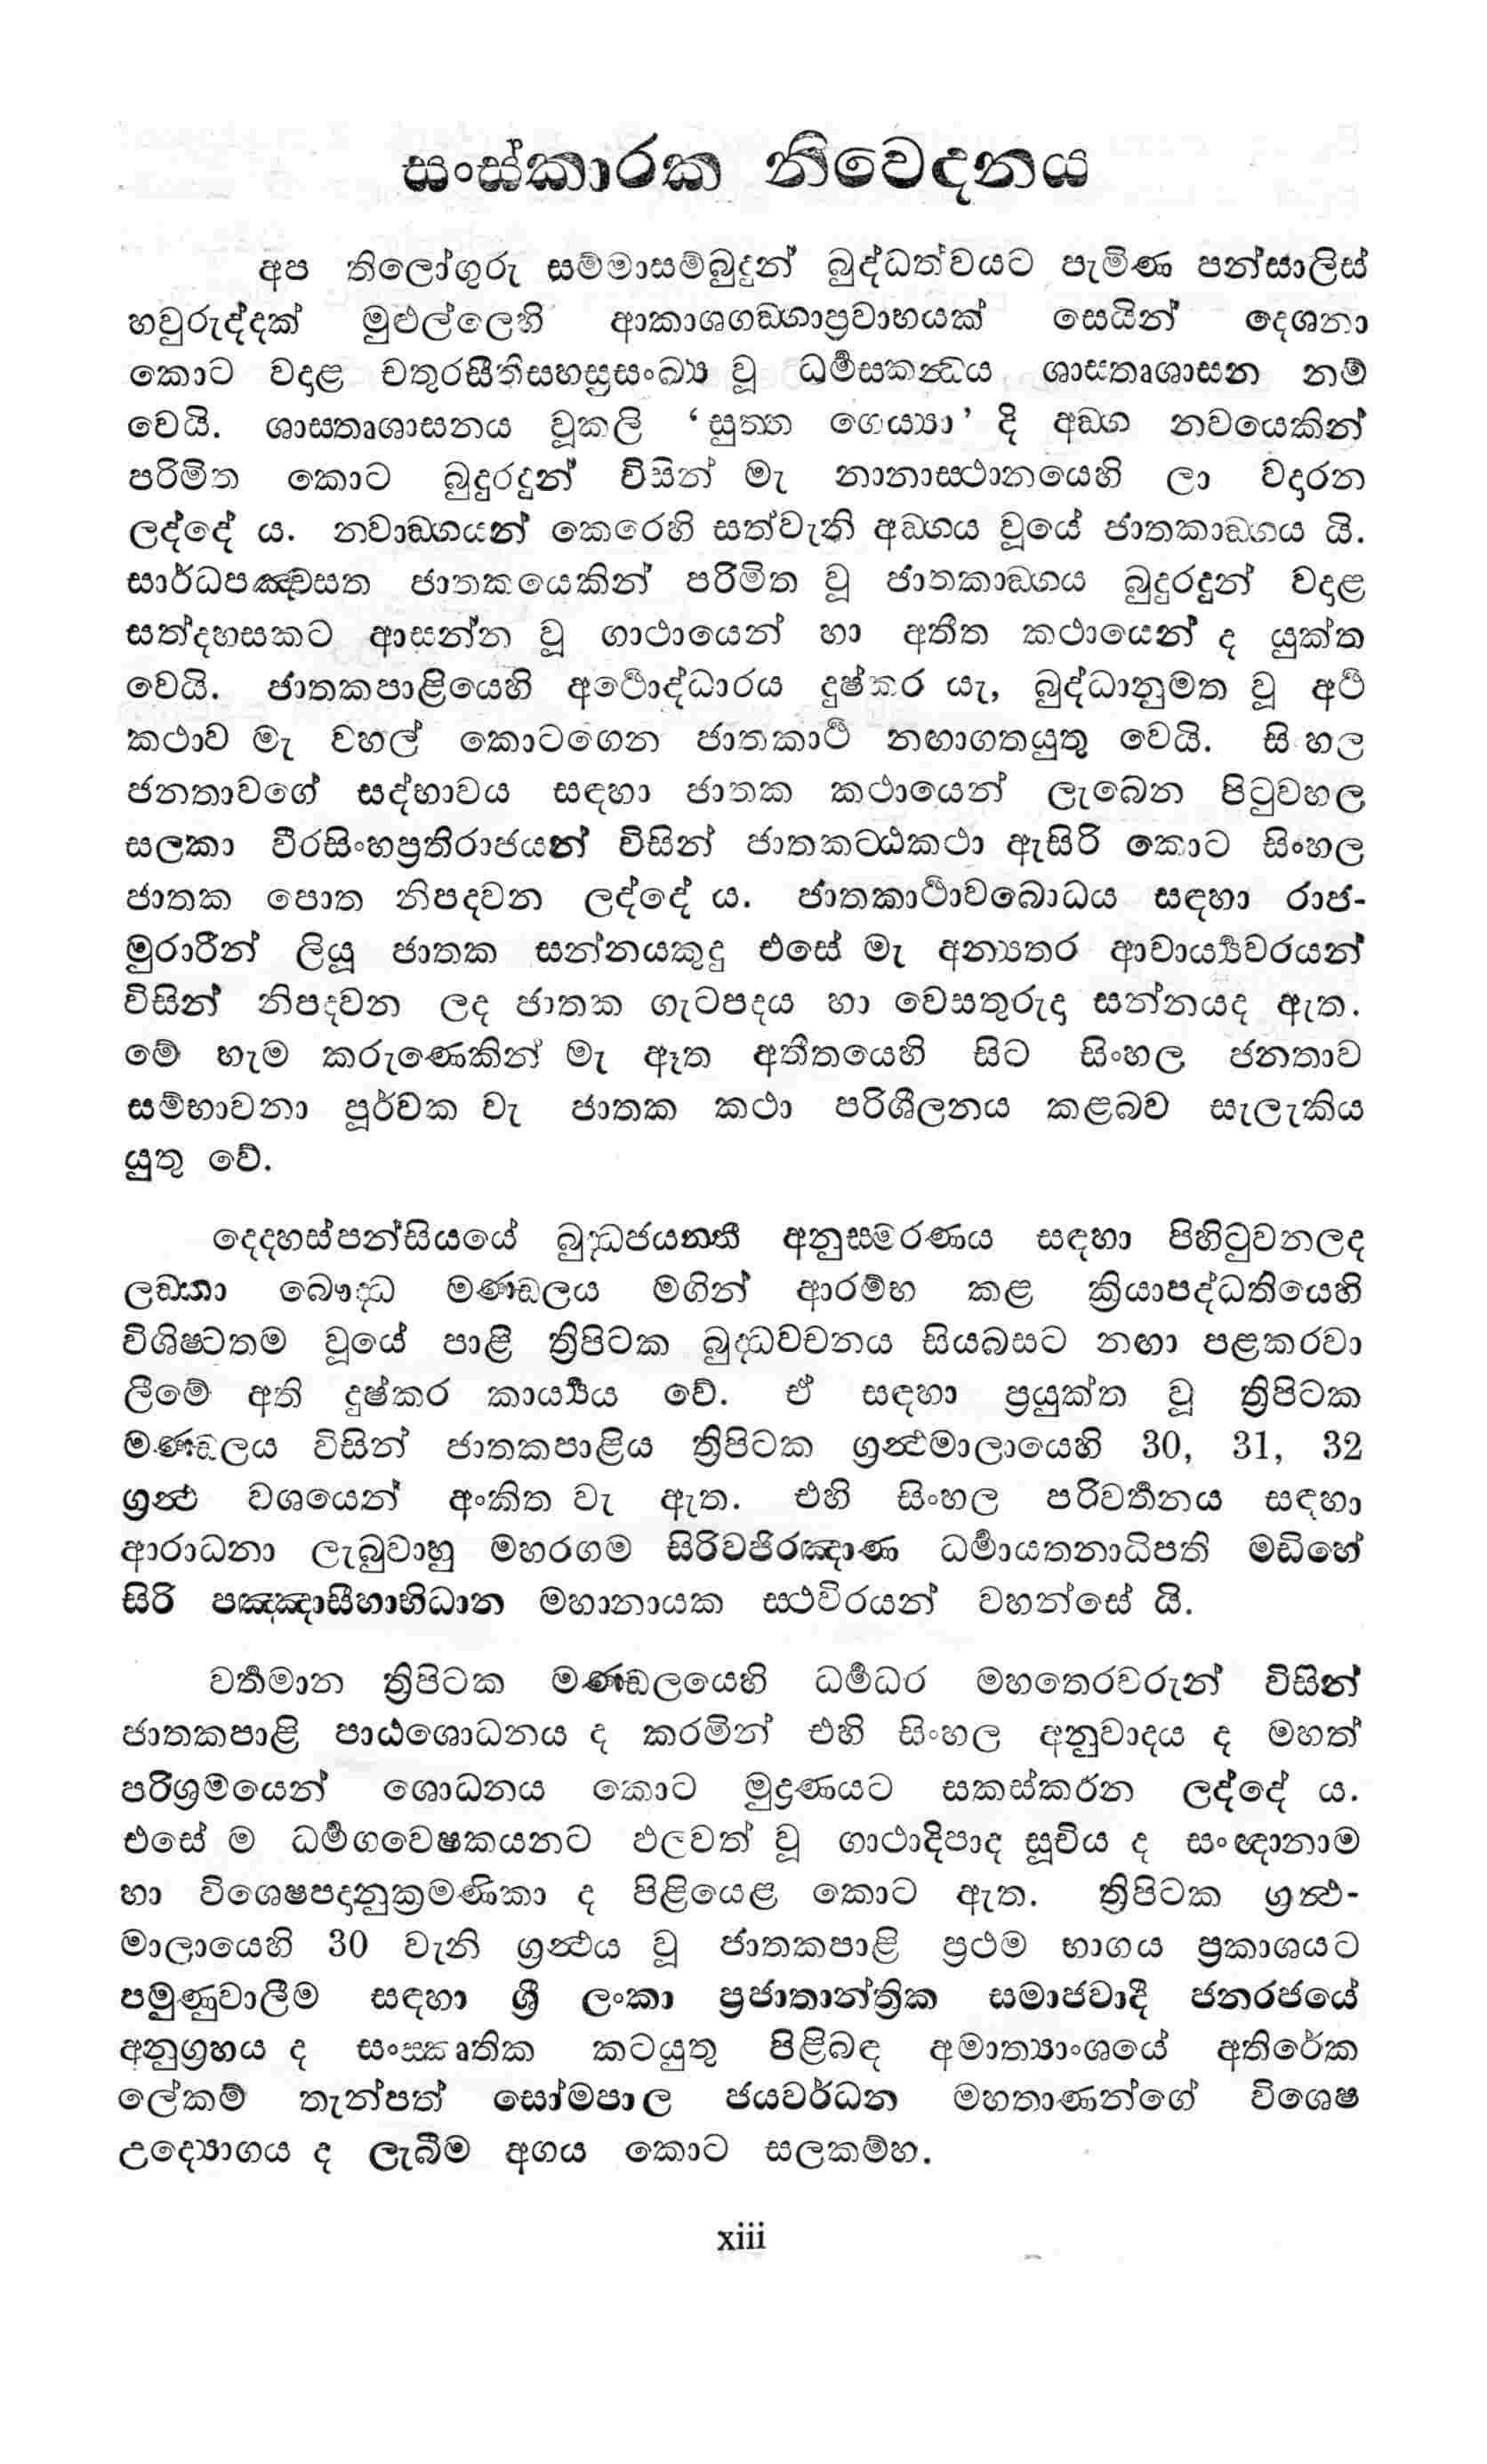 සංස්කාරක නිවෙදනය
අප තිලෝගුරු සම්මාසම්බුදුන් බුද්ධත්වයට පැමිණ පන්සාලිස්
හවුරුද්දක් මුළුල්ලෙහි ආකාශගඞ්ගාප්‍රවාහයක් සෙයින් දෙශනා
කොට වදාළ චතුරසීතිසහස්‍රසංඛ්‍යා වූ ධර්‍මස්කන්‍ධය ශාස්තෘශාසන නම්
වෙයි. ශාස්තෘශාසනය වූකලි ‘සුත්ත ගෙය්‍යා’ දි අඞ්ග නවයෙකින්
පරිමිත කොට බුදුරදුන් විසින් මැ නානාස්ථානයෙහි ලා වදාරන
ලද්දේ ය. නවාඞ්ගයන් කෙරෙහි සත්වැනි අඞ්ගය වූයේ ජාතකාඞ්ගය යි.
සාර්ධපඤ්චසත ජාතකයෙකින් පරිමිත වූ ජාතකාඞ්ගය බුදුරදුන් වදාළ
සත්දහසකට ආසන්න වූ ගාථායෙන් හා අතීත කථායෙන් ද යුක්ත
වෙයි. ජාතකපාළියෙහි අර්‍ථොද්ධාරය දුෂ්කර යැ, බුද්ධානුමත වූ අර්‍ථ
කථාව මැ වහල් කොටගෙන ජාතකාර්‍ථ නඟාගතයුතු වෙයි. සිංහල
ජනතාවගේ සද්භාවය සඳහා ජාතක කථායෙන් ලැබෙන පිටුවහල
සලකා වීරසිංහප්‍රතිරාජයන් විසින් ජාතකට්ඨකථා ඇසිරි කොට සිංහල
ජාතක පොත නිපදවන ලද්දේ ය. ජාතකාර්‍ථාවබොධය සඳහා රාජ-
මුරාරීන් ලියූ ජාතක සන්නයකුදු එසේ මැ අන්‍යතර ආචාර්‍ය්‍යවරයන්
විසින් නිපදවන ලද ජාතක ගැටපදය හා වෙසතුරුදා සන්නයද ඇත.
මේ හැම කරුණෙකින් මැ ඈත අතීතයෙහි සිට සිංහල ජනතාව
සම්භාවනා පූර්වක වැ ජාතක කථා පරිශීලනය කළබව සැලැකිය
යුතු වේ.
දෙදහස්පන්සියයේ බුද්ධජයන්ති අනුස්මරණය සඳහා පිහිටුවනලද
ලඞ්කා බෞද්ධ මණ්ඩලය මගින් ආරම්භ කළ ක්‍රියාපද්ධතියෙහි
විශිෂ්ටතම වූයේ පාළි ත්‍රිපිටක බුද්ධවචනය සියබසට නඟා පළකරවා
ලීමේ අති දුෂ්කර කාර්‍ය්‍යය වේ. ඒ සඳහා ප්‍රයුක්ත වූ ත්‍රිපිටක
මණ්ඩලය විසින් ජාතකපාළිය ත්‍රිපිටක ග්‍රන්‍ථමාලායෙහි 30, 31, 32
ග්‍රන්‍ථ වශයෙන් අංකිත වැ ඇත. එහි සිංහල පරිවර්‍තනය සඳහා
ආරාධනා ලැබුවාහු මහරගම සිරිවජිරඤාණ ධර්‍මායතනාධිපති මඩිහේ
සිරි පඤ්ඤාසීහාභිධාන මහානායක ස්ථවිරයන් වහන්සේ යි.
වර්‍තමාන ත්‍රිපිටක මණ්ඩලයෙහි ධර්‍මධර මහතෙරවරුන් විසින්
ජාතකපාළි පාඨශොධනය ද කරමින් එහි සිංහල අනුවාදය ද මහත්
පරිශ්‍රමයෙන් ශොධනය කොට මුද්‍රණයට සකස්කරන ලද්දේ ය.
එසේ ම ධර්‍මගවෙෂකයනට ඵලවත් වූ ගාථාදිපාද සූචිය ද සංඥානාම
හා විශෙෂපදානුක්‍රමණිකා ද පිළියෙළ කොට ඇත. ත්‍රිපිටක ග්‍රන්‍ථ-
මාලායෙහි 30 වැනි ග්‍රන්‍ථය වූ ජාතකපාළි ප්‍රථම භාගය ප්‍රකාශයට
පමුණුවාලීම සඳහා ශ්‍රී ලංකා ප්‍රජාතාන්ත්‍රික සමාජවාදී ජනරජයේ
අනුග්‍රහය ද සංස්කෘතික කටයුතු පිළිබඳ අමාත්‍යාංශයේ අතිරේක
ලේකම් තැන්පත් සෝමපාල ජයවර්ධන මහතාණන්ගේ විශෙෂ
උද්‍යොගය ද ලැබීම අගය කොට සලකම්හ.
xiii